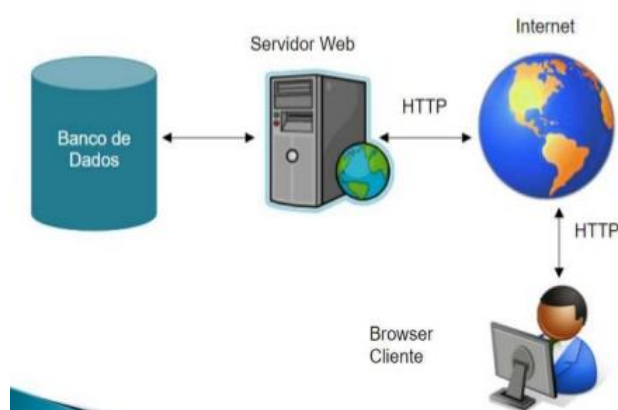 Internet
Servidor Web
HTTP
Banco de
Dados
HTTP
Browser
Cliente